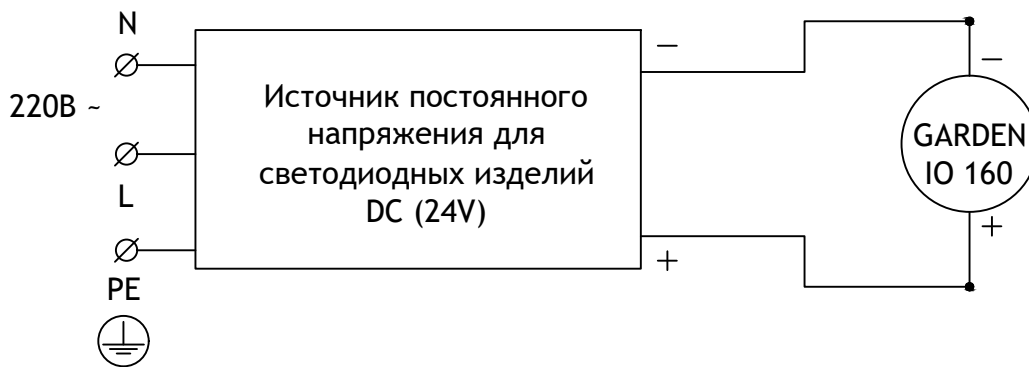 N
220В ~
L
PE
Источник постоянного
напряжения для
светодиодных изделий
DC (24V)
−
+
−
GARDEN
IO 160
+